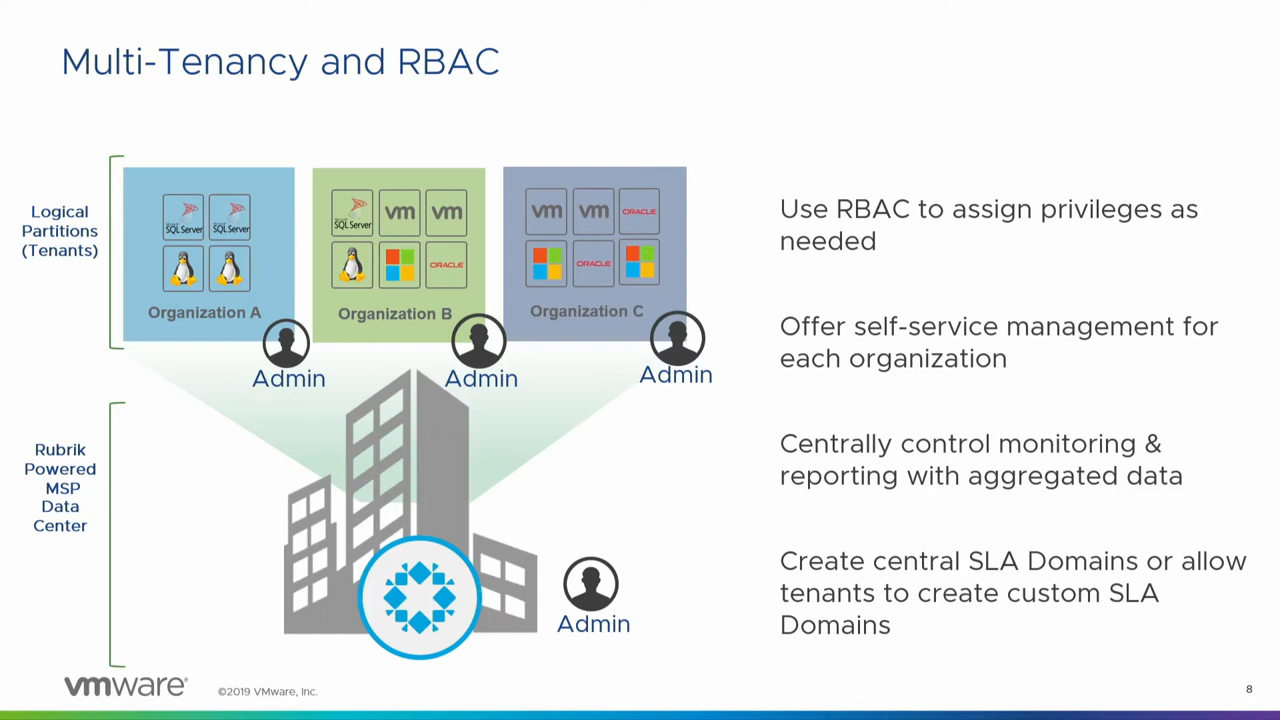 Multi-Tenancy and RBAC
Logical
Partitions
(Tenants)
SQL Server
SQL Server
Organization A
Admin
SQL Server
vm
vm
ORACLE
Organization B
Admin
vm
vm
ORACLE
ORACLE
Organization C
Admin
Rubrik
Powered
MSP
Data
Center
Admin
Use RBAC to assign privileges as
needed
Offer self-service management for
each organization
Centrally control monitoring &
reporting with aggregated data
Create central SLA Domains or allow
tenants to create custom SLA
Domains
vmware®
©2019 VMware, Inc.
8